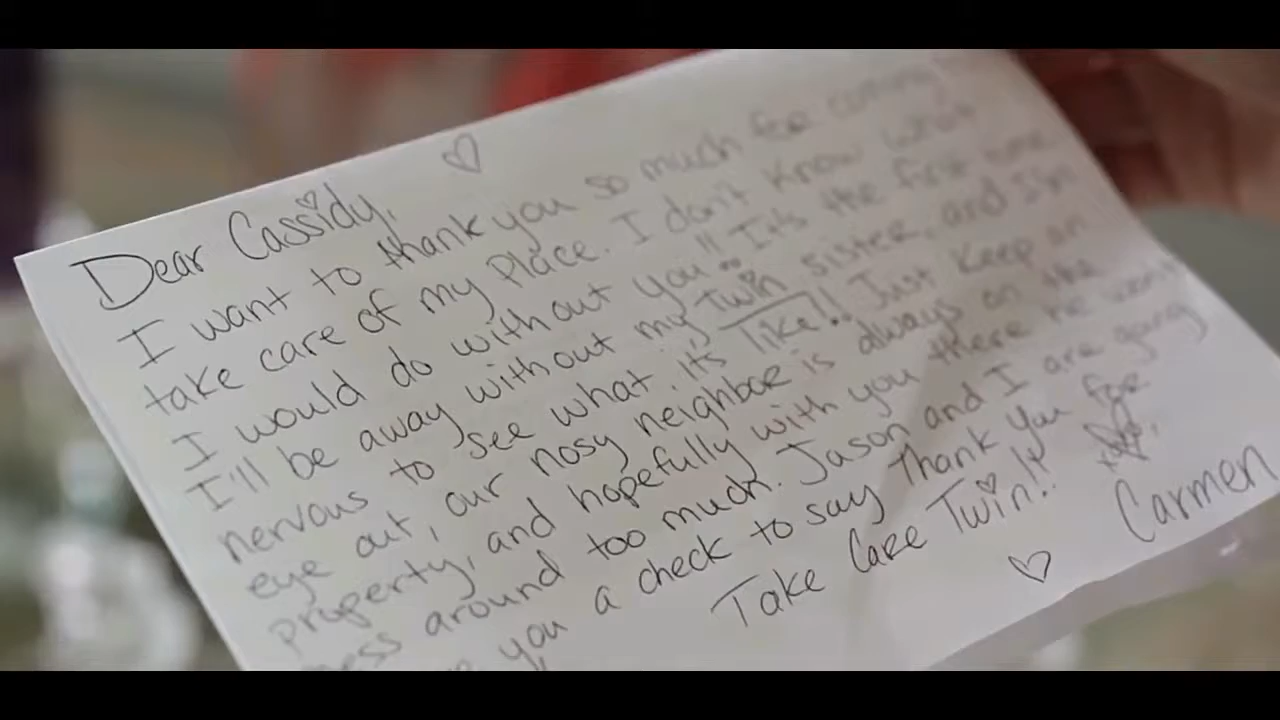 Dear Cassidy,
I want to thank you so much for coming
take care of my Place. I don't know what
I would do without you!! It's the first time
I'll be away without my Twin sister, and I'm
nervous to see what it's like!! Just keep an
eye out, our nosy neighbor is always on the
property, and hopefully with you there he won't
mess around too much. Jason and I are going
you a check to say thank you for
Take Care Twin!!
Carmen